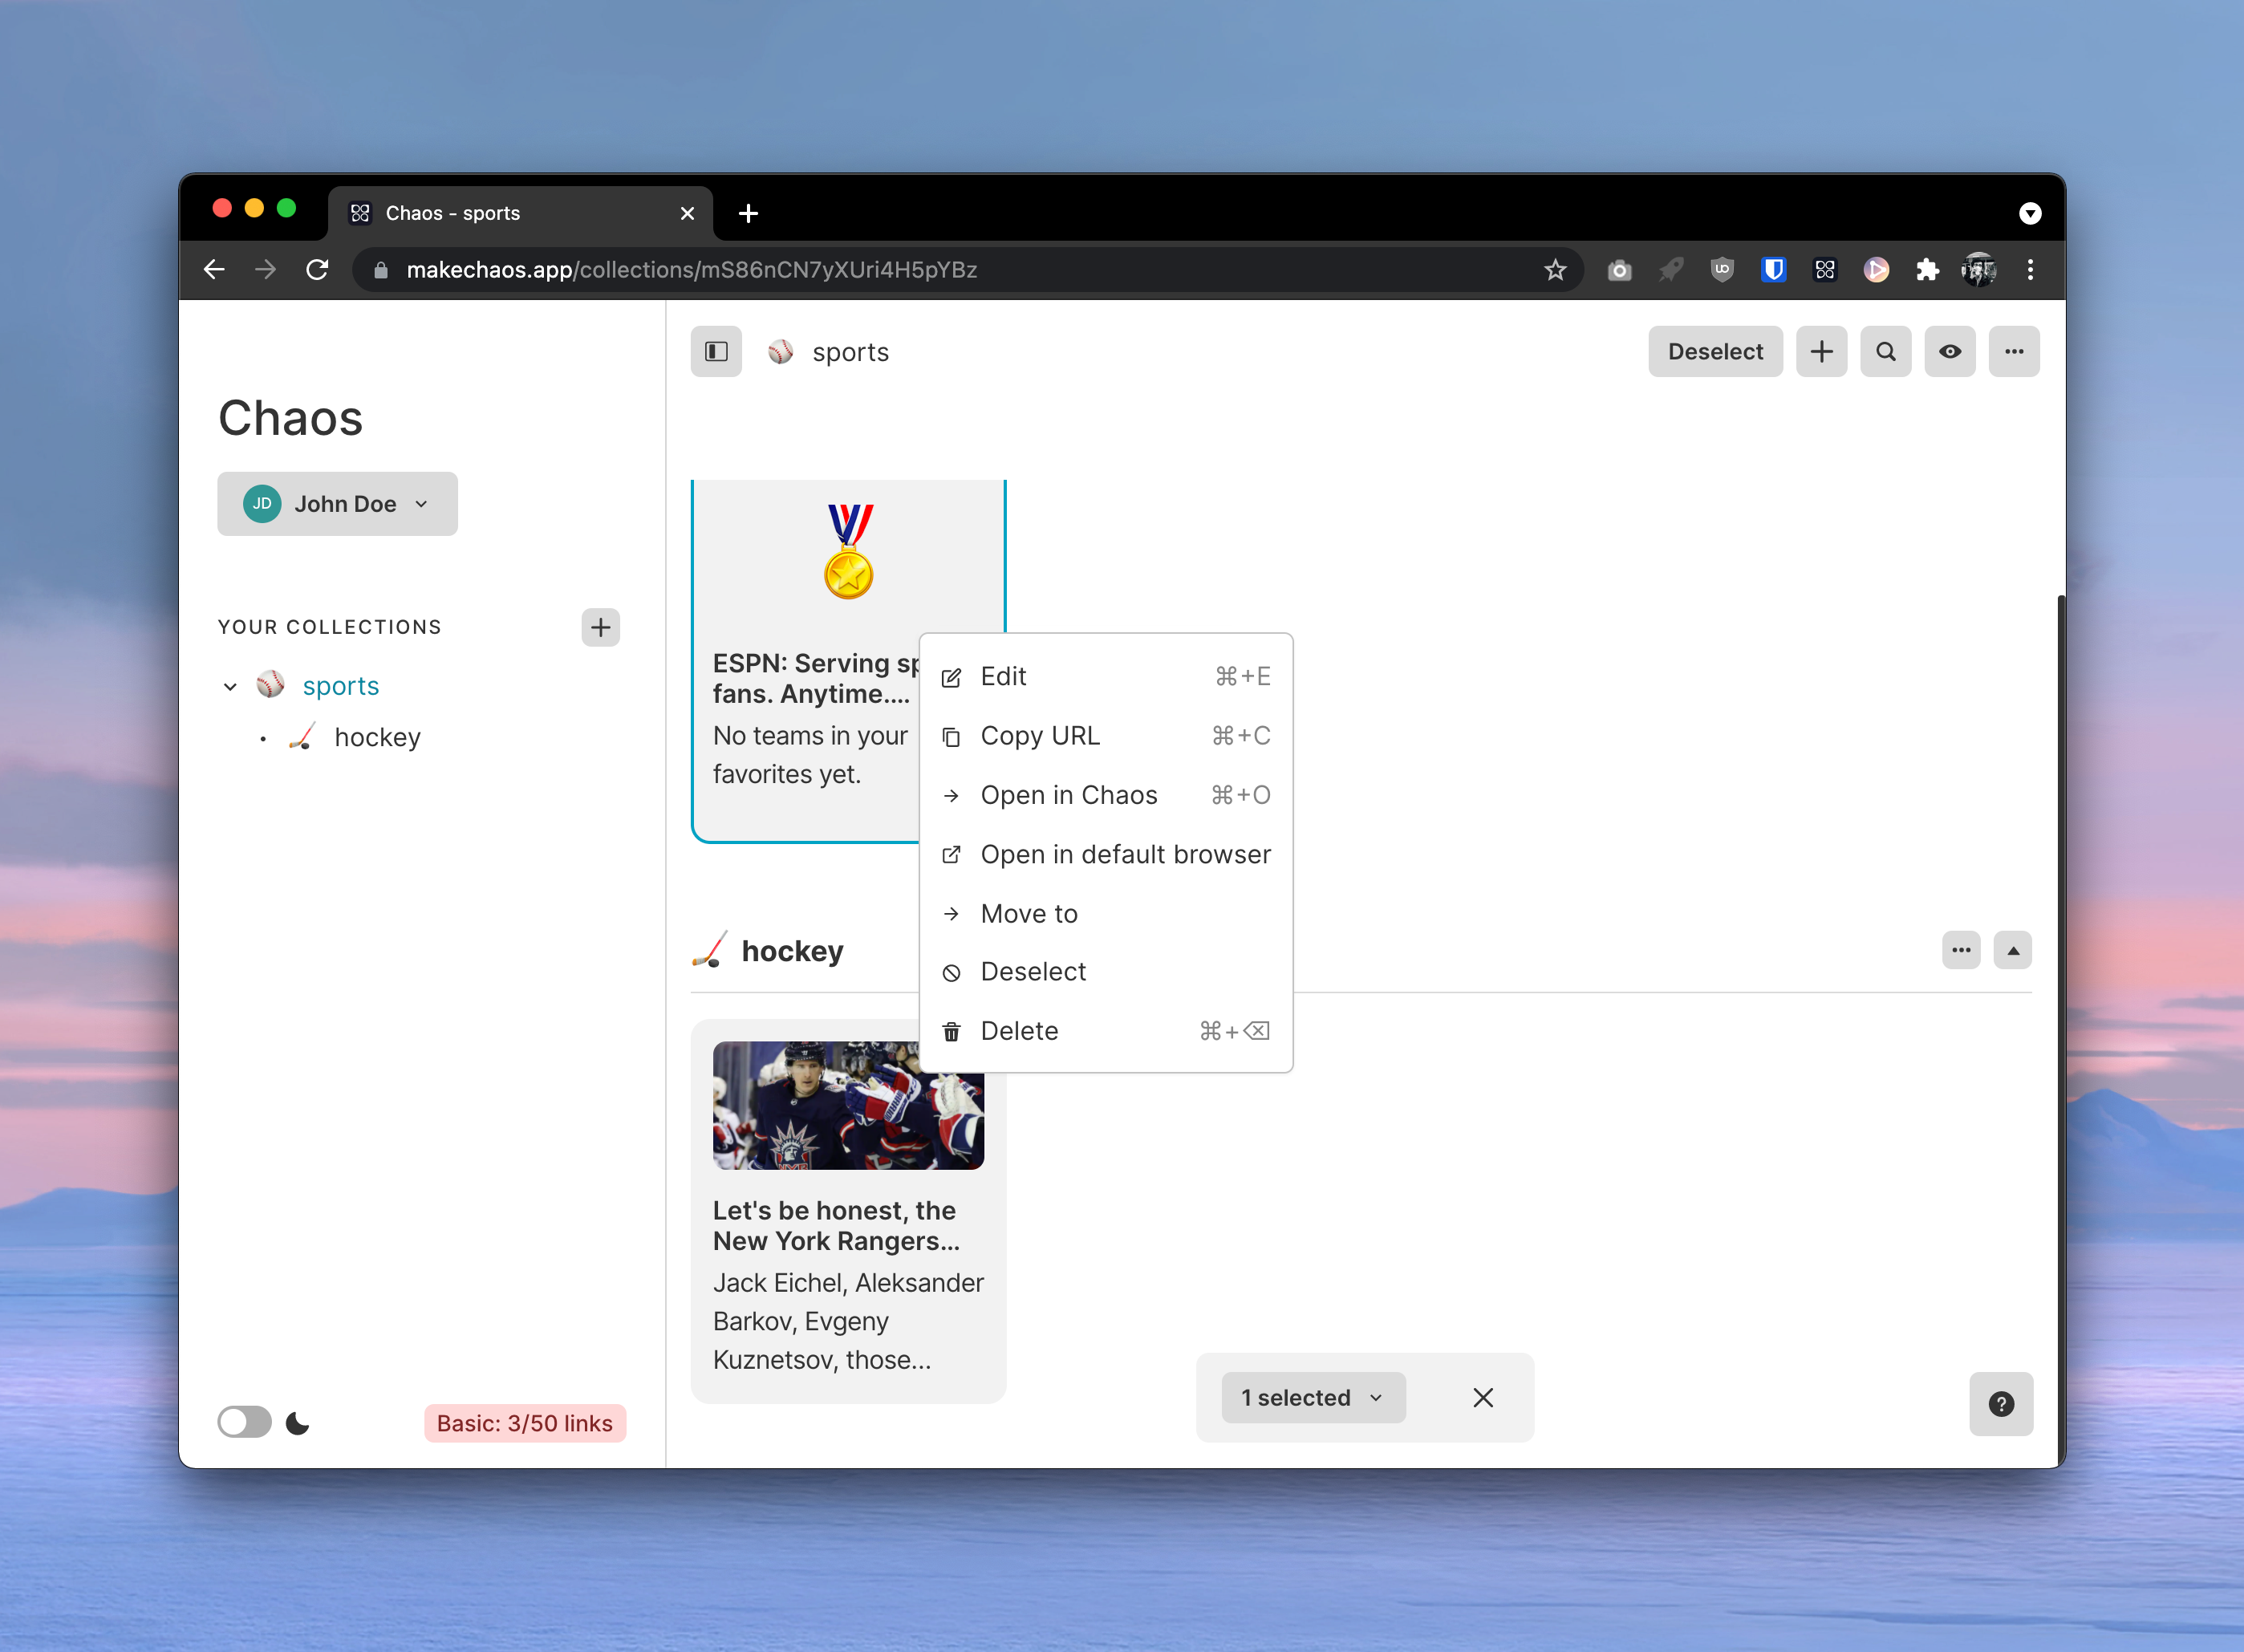 Chaos - sports
makechaos.app/collections/mS86nCN7yXUri4H5pYBz
sports
Deselect
Chaos
JD John Doe
YOUR COLLECTIONS
sports
hockey
ESPN: Serving
fans. Anytime....
No teams in your
favorites yet.
Edit ⌘+E
Copy URL ⌘+C
Open in Chaos ⌘+O
Open in default browser
Move to
Deselect
Delete ⌘+⌫
hockey
Let's be honest, the
New York Rangers...
Jack Eichel, Aleksander
Barkov, Evgeny
Kuznetsov, those...
1 selected
Basic: 3/50 links